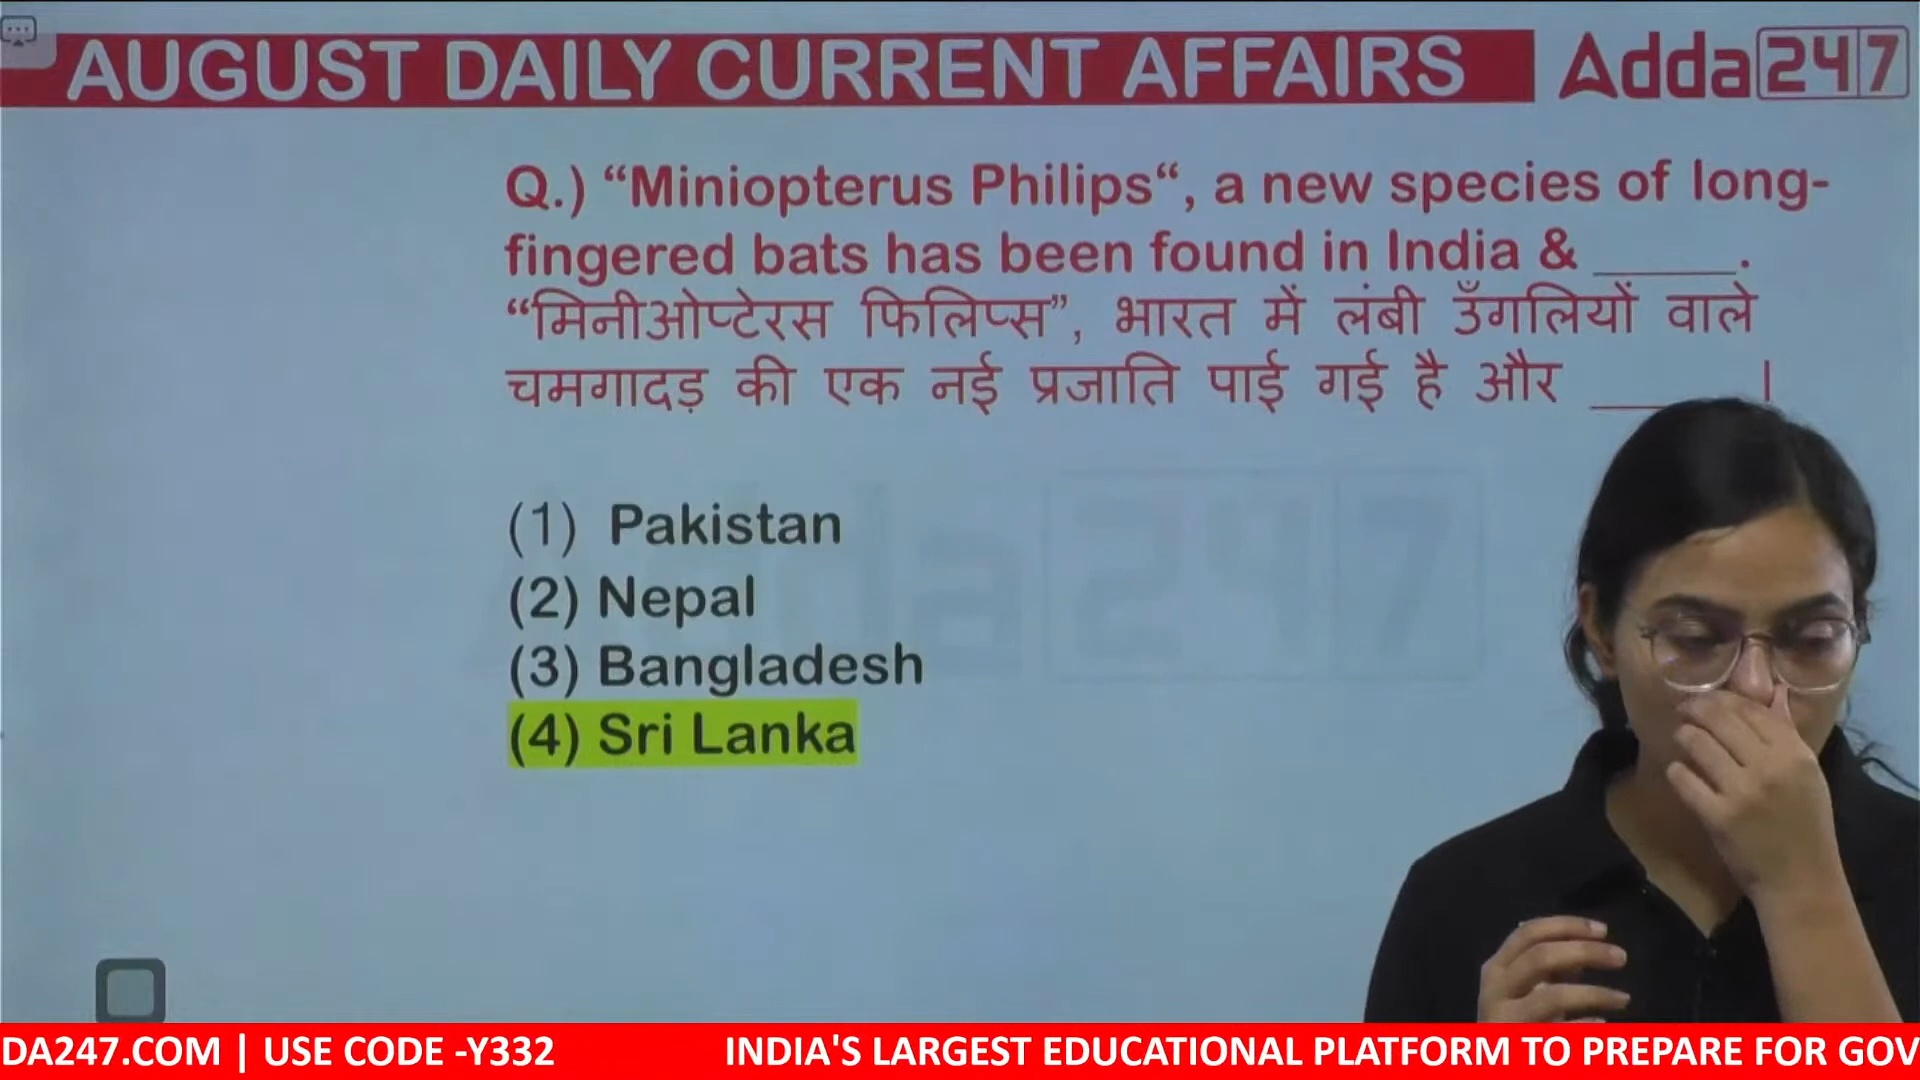 AUGUST DAILY CURRENT AFFAIRS
Adda247
Q.) “Miniopterus Philips“, a new species of long-
fingered bats has been found in India & _____.
“मिनीओप्टेरस फिलिप्स”, भारत में लंबी उँगलियों वाले
चमगादड़ की एक नई प्रजाति पाई गई है और _____।
(1) Pakistan
(2) Nepal
(3) Bangladesh
(4) Sri Lanka
Adda247
DA247.COM | USE CODE -Y332 INDIA'S LARGEST EDUCATIONAL PLATFORM TO PREPARE FOR GOV